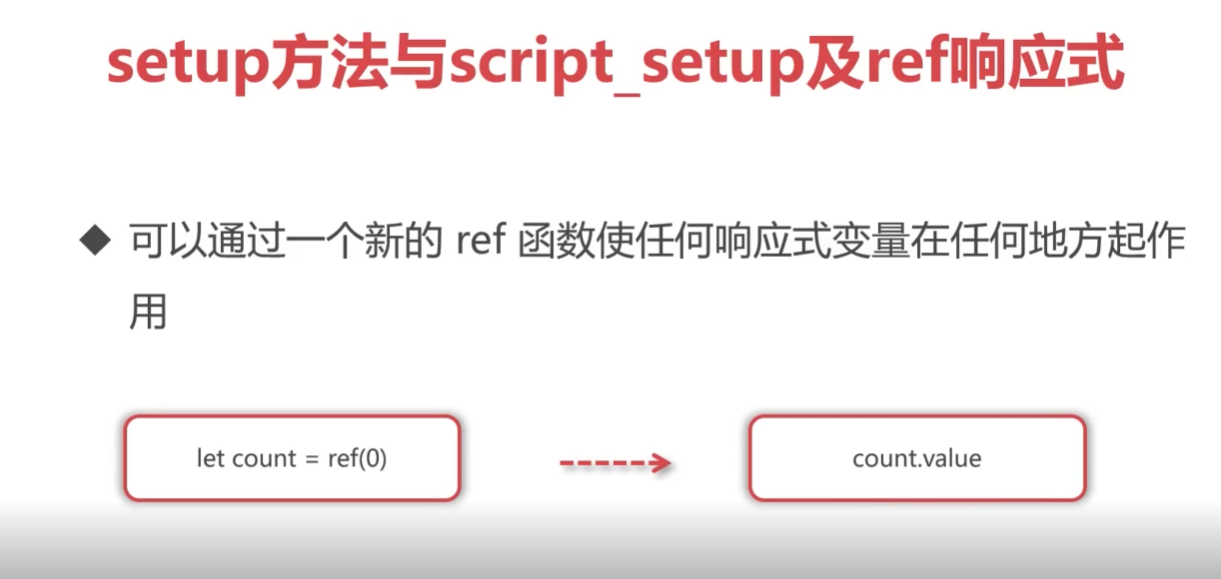 setup方法与script_setup及ref响应式
可以通过一个新的 ref 函数使任何响应式变量在任何地方起作
用
let count = ref(0)
count.value